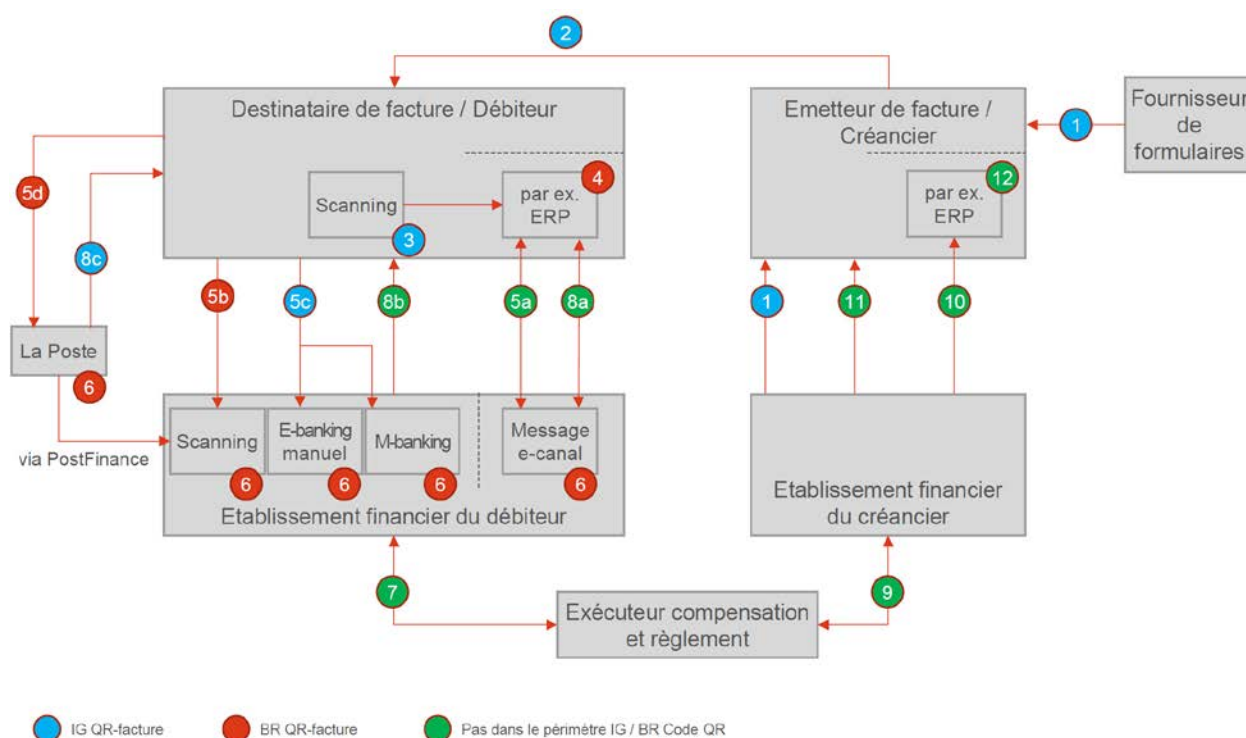 2
Destinataire de facture / Débiteur
Emetteur de facture /
Créancier
1
Fournisseur
de
formulaires
5d
8c
Scanning
3
par ex.
ERP
4
par ex.
ERP
12
5b
5c
8b
5a
8a
1
11
10
La Poste
6
via PostFinance
Scanning
6
E-banking
manuel
6
M-banking
6
Message
e-canal
6
Etablissement financier du débiteur
Etablissement financier
du créancier
7
9
Exécuteur compensation
et règlement
IG QR-facture
BR QR-facture
Pas dans le périmètre IG / BR Code QR